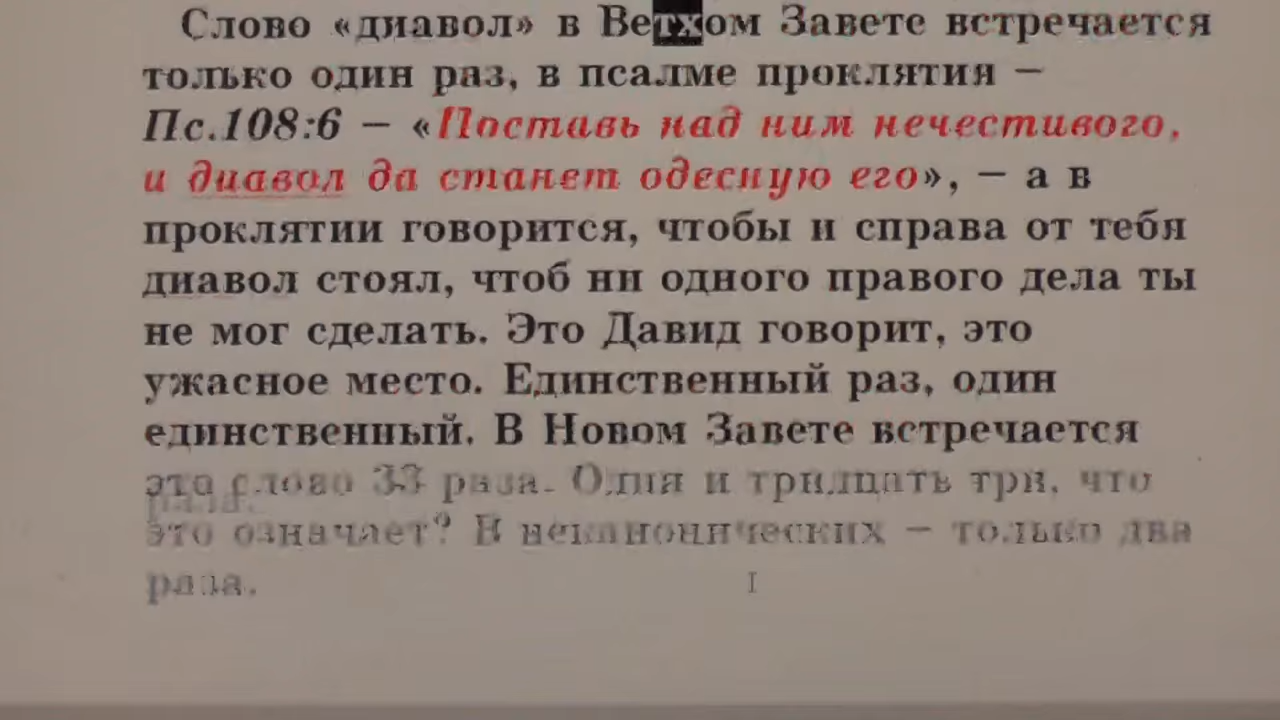 Слово «диавол» в Ветхом Завете встречается
только один раз, в псалме проклятия –
Пс.108:6 – «Поставь над ним нечестивого,
и диавол да станет одесную его», – а в
проклятии говорится, чтобы и справа от тебя
диавол стоял, чтоб ни одного правого дела ты
не мог сделать. Это Давид говорит, это
ужасное место. Единственный раз, один
единственный. В Новом Завете встречается
это слово 33 раза. Один и тридцать три, что
это означает? В неканонических – только два
раза.